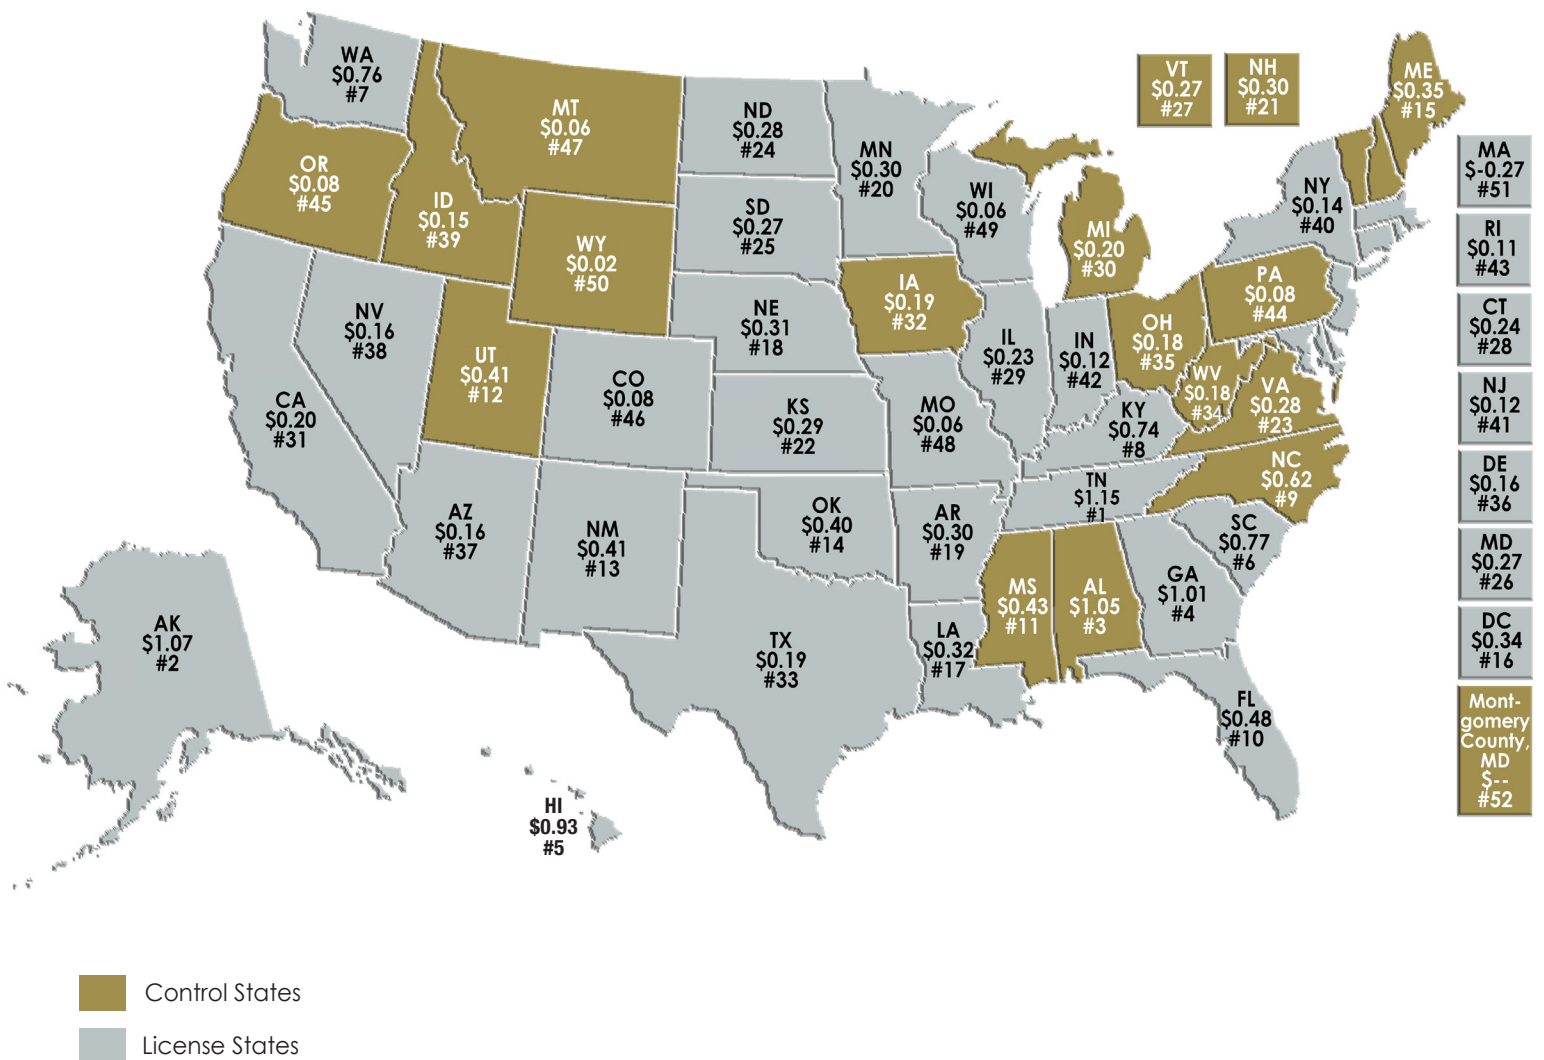 WA
$0.76
#7
MT
$0.06
#47
ND
$0.28
#24
MN
$0.30
#20
VT
$0.27
#27
NH
$0.30
#21
ME
$0.35
#15
OR
$0.08
#45
ID
$0.15
#39
WY
$0.02
#50
SD
$0.27
#25
WI
$0.06
#49
MI
$0.20
#30
NY
$0.14
#40
MA
$-0.27
#51
RI
$0.11
#43
NV
$0.16
#38
UT
$0.41
#12
NE
$0.31
#18
IA
$0.19
#32
IL
$0.23
#29
IN
$0.12
#42
OH
$0.18
#35
PA
$0.08
#44
CT
$0.24
#28
CA
$0.20
#31
CO
$0.08
#46
KS
$0.29
#22
MO
$0.06
#48
KY
$0.74
#8
WV
$0.18
#34
VA
$0.28
#23
NJ
$0.12
#41
AZ
$0.16
#37
NM
$0.41
#13
OK
$0.40
#14
AR
$0.30
#19
TN
$1.15
#1
NC
$0.62
#9
DE
$0.16
#36
SC
$0.77
#6
MD
$0.27
#26
AK
$1.07
#2
TX
$0.19
#33
LA
$0.32
#17
MS
$0.43
#11
AL
$1.05
#3
GA
$1.01
#4
DC
$0.34
#16
FL
$0.48
#10
Mont-
gomery
County,
MD
$--
#52
HI
$0.93
#5
Control States
License States